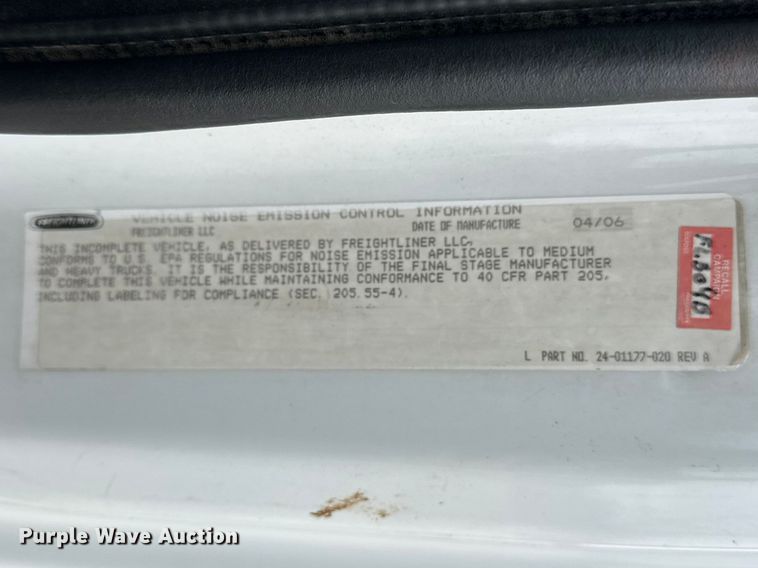 FREIGHTLINER
VEHICLE NOISE EMISSION CONTROL INFORMATION
FREIGHTLINER LLC DATE OF MANUFACTURE 04/06
THIS INCOMPLETE VEHICLE, AS DELIVERED BY FREIGHTLINER LLC,
CONFORMS TO U.S. EPA REGULATIONS FOR NOISE EMISSION APPLICABLE TO MEDIUM
AND HEAVY TRUCKS. IT IS THE RESPONSIBILITY OF THE FINAL STAGE MANUFACTURER
TO COMPLETE THIS VEHICLE WHILE MAINTAINING CONFORMANCE TO 40 CFR PART 205,
INCLUDING LABELING FOR COMPLIANCE (SEC. 205.55-4).
L PART NO. 24-01177-020 REV A
RECALL
CAMPAIGN
Purple Wave Auction